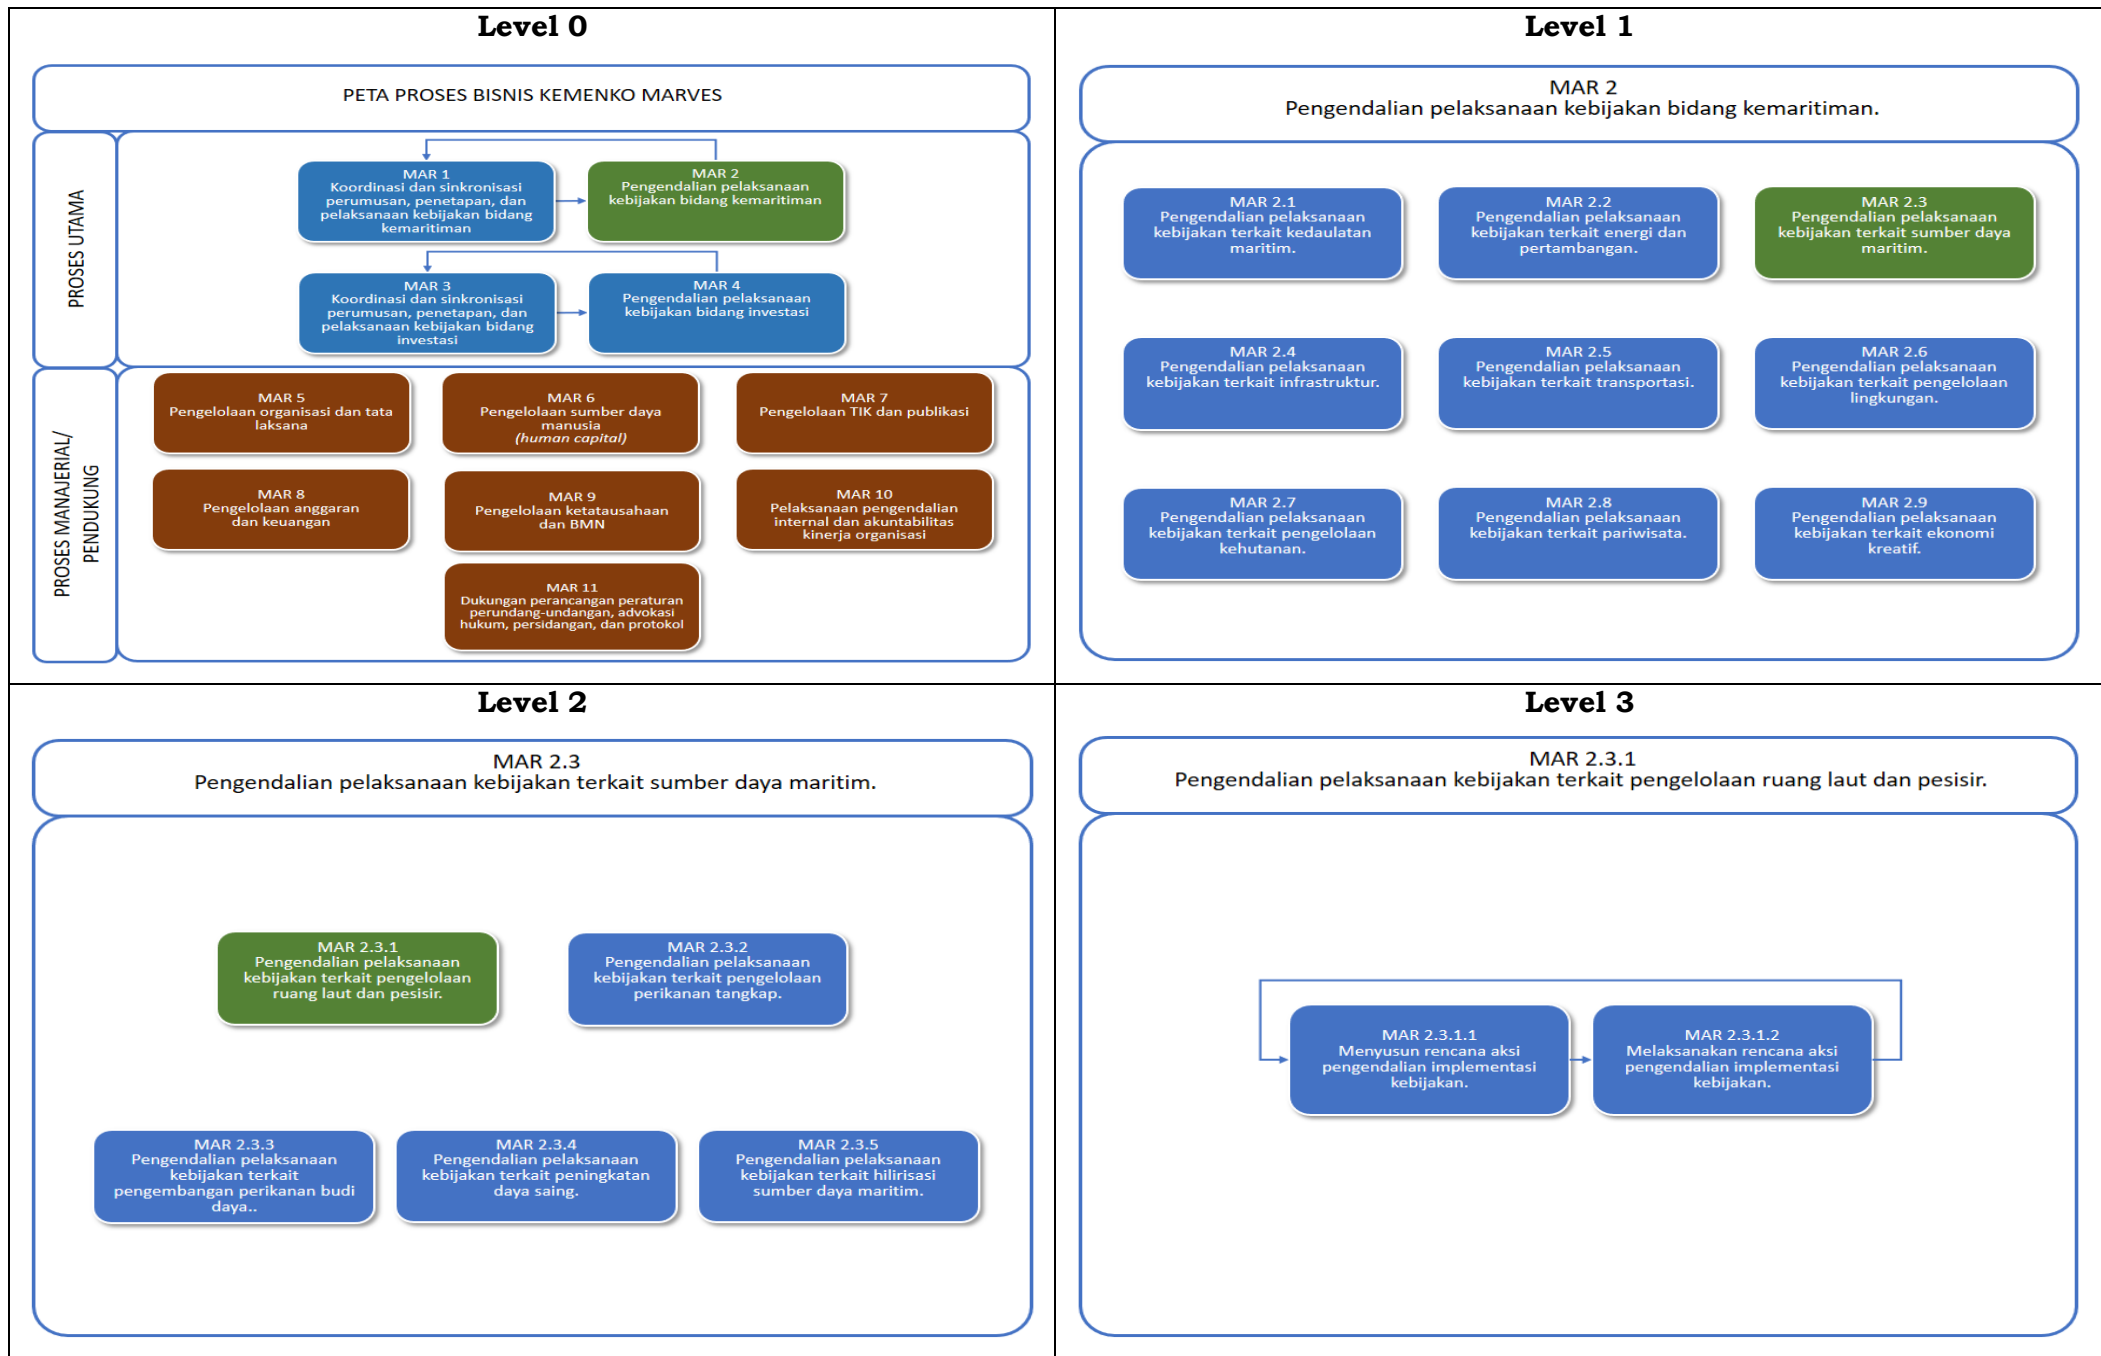 Level 0
PETA PROSES BISNIS KEMENKO MARVES
PROSES UTAMA
MAR 1
Koordinasi dan sinkronisasi
perumusan, penetapan, dan
pelaksanaan kebijakan bidang
kemaritiman
MAR 2
Pengendalian pelaksanaan
kebijakan bidang kemaritiman
MAR 3
Koordinasi dan sinkronisasi
perumusan, penetapan, dan
pelaksanaan kebijakan bidang
investasi
MAR 4
Pengendalian pelaksanaan
kebijakan bidang investasi
PROSES MANAJERIAL/
PENDUKUNG
MAR 5
Pengelolaan organisasi dan tata
laksana
MAR 6
Pengelolaan sumber daya
manusia
(human capital)
MAR 7
Pengelolaan TIK dan publikasi
MAR 8
Pengelolaan anggaran
dan keuangan
MAR 9
Pengelolaan ketatausahaan
dan BMN
MAR 10
Pelaksanaan pengendalian
internal dan akuntabilitas
kinerja organisasi
MAR 11
Dukungan perancangan peraturan
perundang-undangan, advokasi
hukum, persidangan, dan protokol
Level 1
MAR 2
Pengendalian pelaksanaan kebijakan bidang kemaritiman.
MAR 2.1
Pengendalian pelaksanaan
kebijakan terkait kedaulatan
maritim.
MAR 2.2
Pengendalian pelaksanaan
kebijakan terkait energi dan
pertambangan.
MAR 2.3
Pengendalian pelaksanaan
kebijakan terkait sumber daya
maritim.
MAR 2.4
Pengendalian pelaksanaan
kebijakan terkait infrastruktur.
MAR 2.5
Pengendalian pelaksanaan
kebijakan terkait transportasi.
MAR 2.6
Pengendalian pelaksanaan
kebijakan terkait pengelolaan
lingkungan.
MAR 2.7
Pengendalian pelaksanaan
kebijakan terkait pengelolaan
kehutanan.
MAR 2.8
Pengendalian pelaksanaan
kebijakan terkait pariwisata.
MAR 2.9
Pengendalian pelaksanaan
kebijakan terkait ekonomi
kreatif.
Level 2
MAR 2.3
Pengendalian pelaksanaan kebijakan terkait sumber daya maritim.
MAR 2.3.1
Pengendalian pelaksanaan
kebijakan terkait pengelolaan
ruang laut dan pesisir.
MAR 2.3.2
Pengendalian pelaksanaan
kebijakan terkait pengelolaan
perikanan tangkap.
MAR 2.3.3
Pengendalian pelaksanaan
kebijakan terkait
pengembangan perikanan budi
daya..
MAR 2.3.4
Pengendalian pelaksanaan
kebijakan terkait peningkatan
daya saing.
MAR 2.3.5
Pengendalian pelaksanaan
kebijakan terkait hilirisasi
sumber daya maritim.
Level 3
MAR 2.3.1
Pengendalian pelaksanaan kebijakan terkait pengelolaan ruang laut dan pesisir.
MAR 2.3.1.1
Menyusun rencana aksi
pengendalian implementasi
kebijakan.
MAR 2.3.1.2
Melaksanakan rencana aksi
pengendalian implementasi
kebijakan.